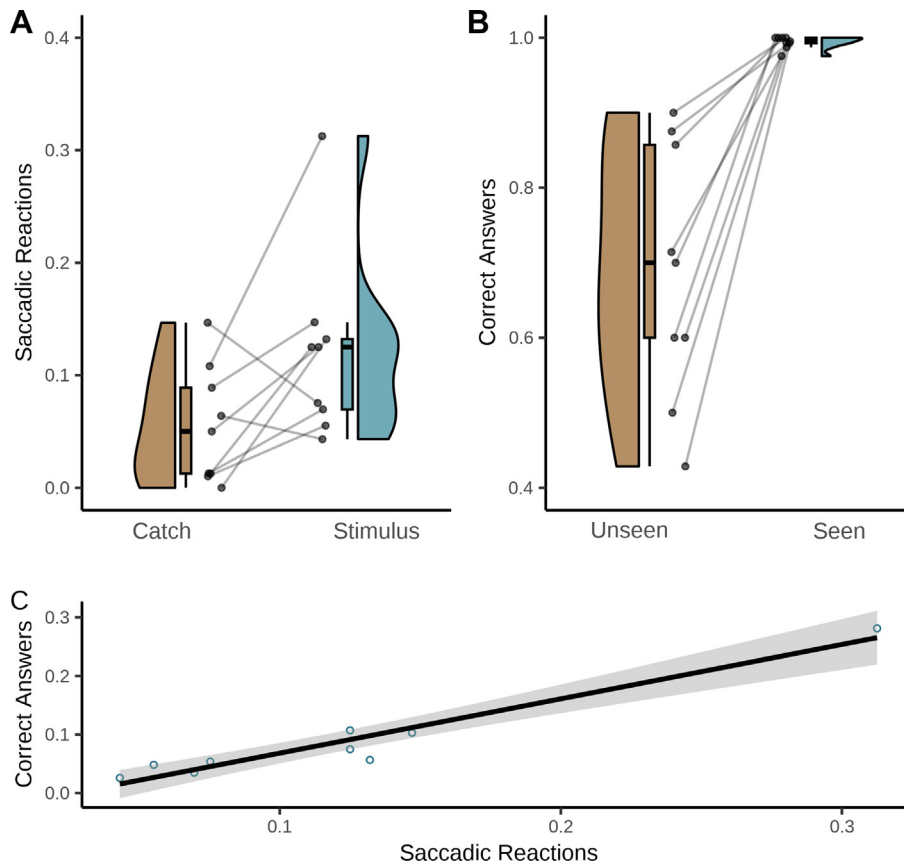 A
Saccadic Reactions
0.4
0.3
0.2
0.1
0.0
Catch
Stimulus
B
Correct Answers
1.0
0.8
0.6
0.4
Unseen
Seen
C
Correct Answers
0.3
0.2
0.1
0.0
0.1
0.2
0.3
Saccadic Reactions